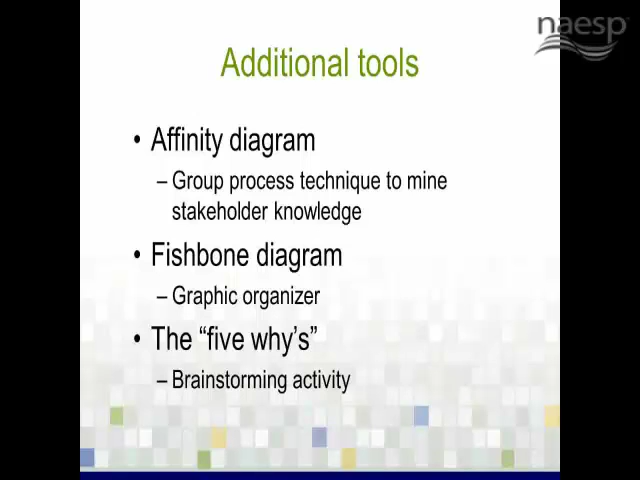 naesp
Additional tools
• Affinity diagram
– Group process technique to mine
stakeholder knowledge
• Fishbone diagram
– Graphic organizer
• The “five why’s”
– Brainstorming activity